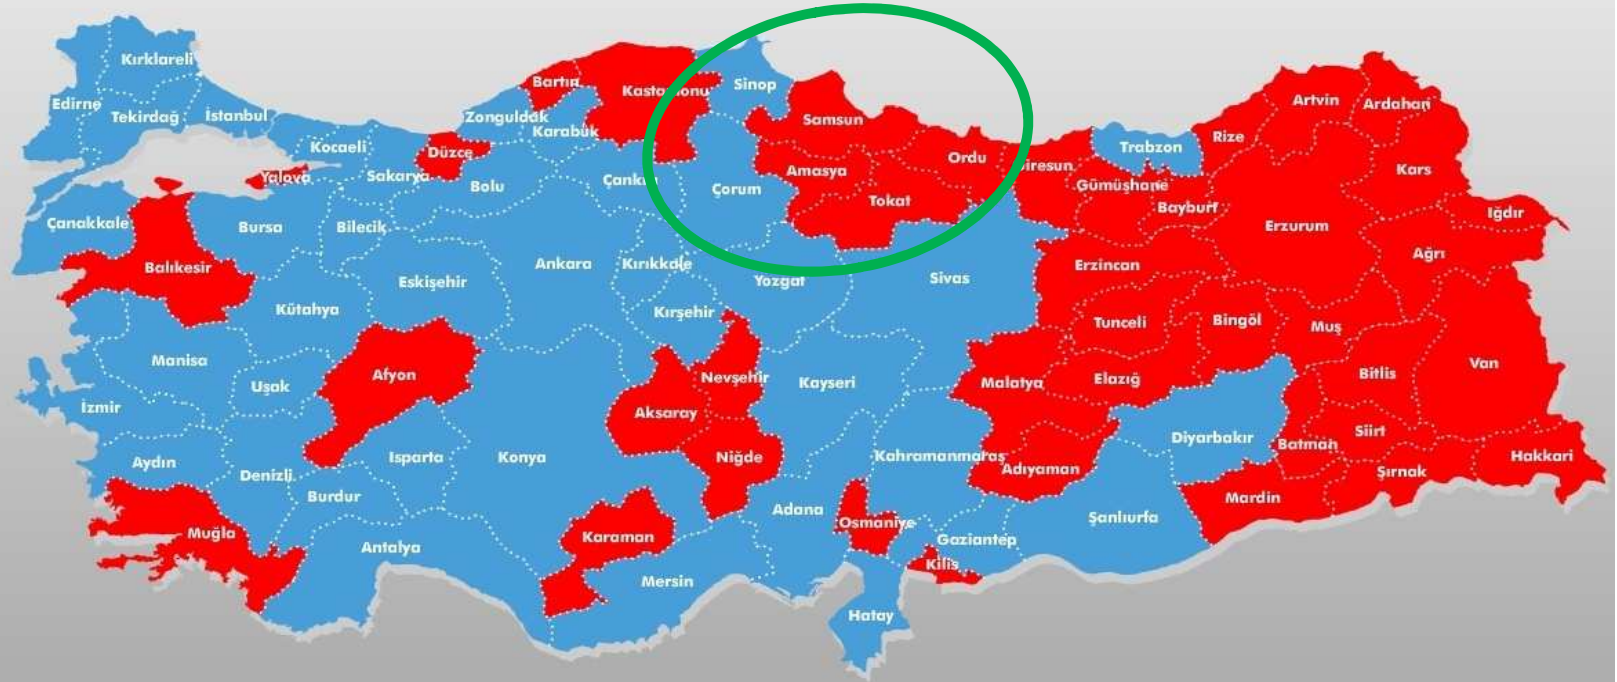 Kırklareli
Edirne
Tekirdağ
İstanbul
Kocaeli
Yalova
Sakarya
Düzce
Zonguldak
Bartın
Karabük
Kastamonu
Sinop
Samsun
Bolu
Çankırı
Çorum
Amasya
Tokat
Ordu
Giresun
Trabzon
Gümüşhane
Bayburt
Rize
Artvin
Ardahan
Kars
Iğdır
Ağrı
Erzurum
Çanakkale
Balıkesir
Bursa
Bilecik
Kütahya
Eskişehir
Ankara
Kırıkkale
Kırşehir
Yozgat
Sivas
Erzincan
Tunceli
Bingöl
Muş
Bitlis
Van
Manisa
Uşak
Afyon
Aksaray
Nevşehir
Kayseri
Malatya
Elazığ
İzmir
Aydın
Denizli
Burdur
Isparta
Konya
Niğde
Kahramanmaraş
Adıyaman
Diyarbakır
Batman
Siirt
Şırnak
Hakkari
Mardin
Şanlıurfa
Gaziantep
Kilis
Osmaniye
Adana
Karaman
Mersin
Antalya
Muğla
Hatay